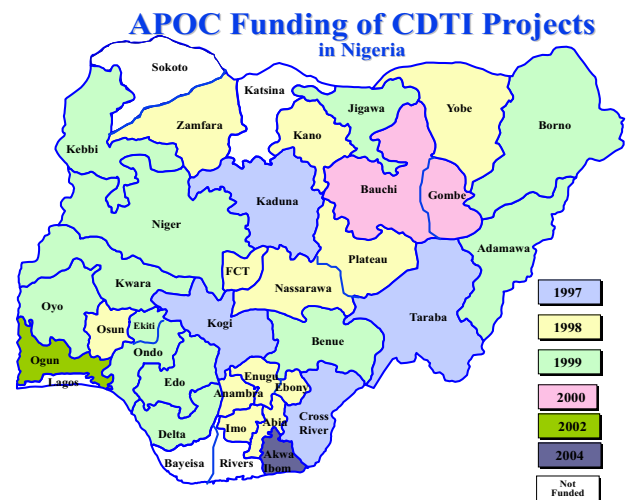 APOC Funding of CDTI Projects
in Nigeria
Sokoto
Katsina
Jigawa
Yobe
Borno
Zamfara
Kano
Kebbi
Bauchi
Gombe
Kaduna
Niger
Adamawa
FCT
Plateau
Kwara
Nassarawa
Oyo
Taraba
Osun
Ekiti
Kogi
Ondo
Benue
Ogun
Lagos
Edo
Enugu
Ebony
Anambra
Cross
River
Imo
Abia
Delta
Bayeisa
Rivers
Akwa
Ibom
1997
1998
1999
2000
2002
2004
Not
Funded